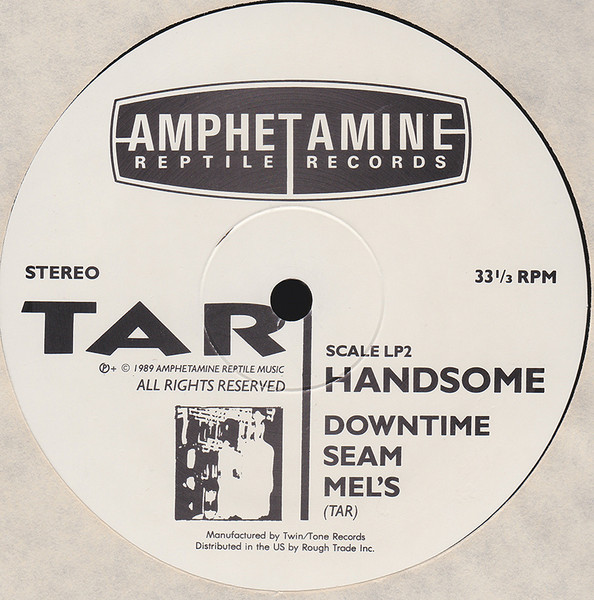 AMPHETAMINE
REPTILE RECORDS
STEREO
33 1/3 RPM
TAR
℗+ © 1989 AMPHETAMINE REPTILE MUSIC
ALL RIGHTS RESERVED
SCALE LP2
HANDSOME
DOWNTIME
SEAM
MEL'S
(TAR)
Manufactured by Twin/Tone Records
Distributed in the US by Rough Trade Inc.